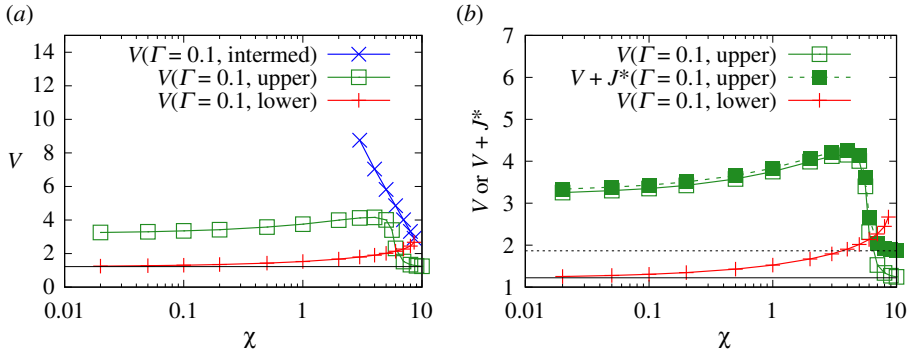 (a)
14
12
10
8
6
4
2
0
V
V(Γ = 0.1, intermed)
V(Γ = 0.1, upper)
V(Γ = 0.1, lower)
0.01 0.1 1 10
χ
(b)
7
6
5
4
3
2
1
V or V + J*
V(Γ = 0.1, upper)
V + J*(Γ = 0.1, upper)
V(Γ = 0.1, lower)
0.01 0.1 1 10
χ